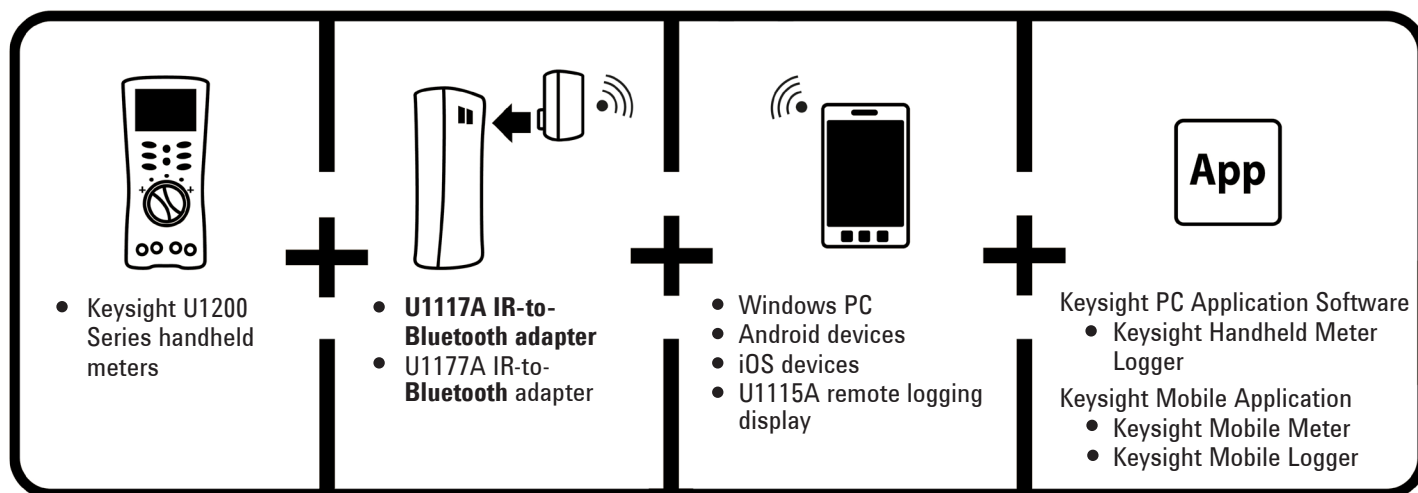 App
• Keysight U1200
Series handheld
meters
• U1117A IR-to-
Bluetooth adapter
• U1177A IR-to-
Bluetooth adapter
• Windows PC
• Android devices
• iOS devices
• U1115A remote logging
display
Keysight PC Application Software
• Keysight Handheld Meter
Logger
Keysight Mobile Application
• Keysight Mobile Meter
• Keysight Mobile Logger